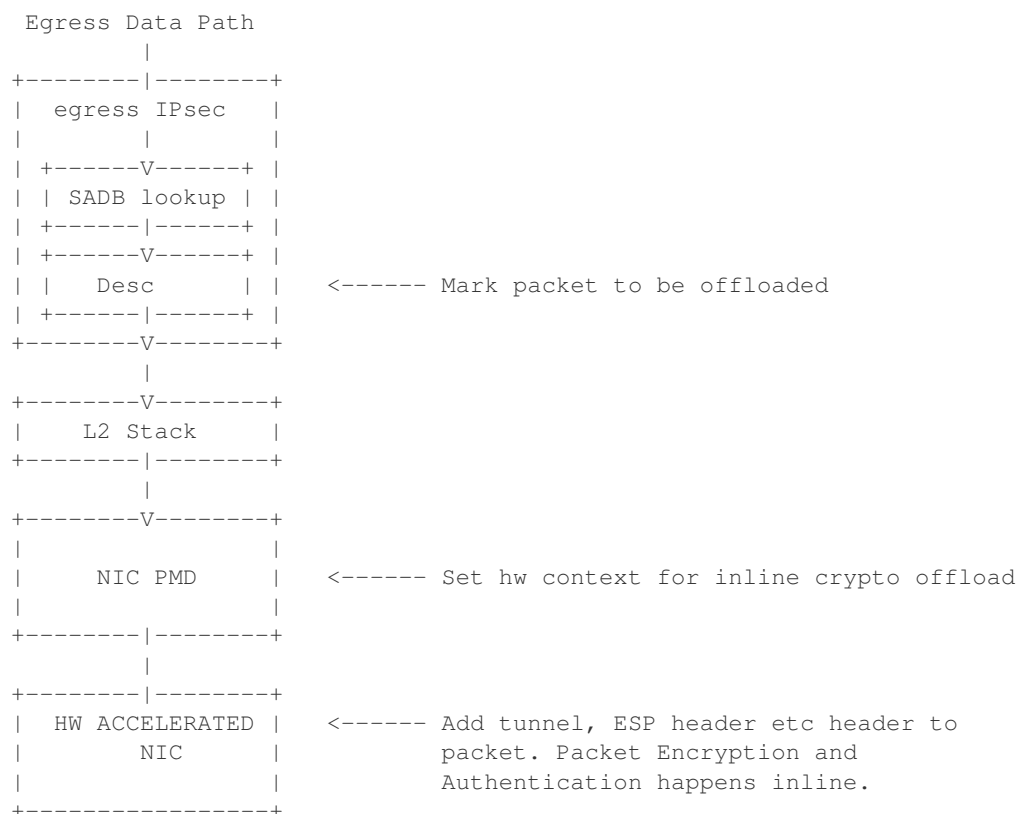 Egress Data Path
|
+--------|--------+
|  egress IPsec   |
|        |        |
| +------V------+ |
| | SADB lookup | |
| +------|------+ |
| +------V------+ |
| |   Desc      | |   <------ Mark packet to be offloaded
| +------|------+ |
+--------V--------+
|
+--------V--------+
|    L2 Stack     |
+--------|--------+
|
+--------V--------+
|                 |
|     NIC PMD     |   <------ Set hw context for inline crypto offload
|                 |
+--------|--------+
|
+--------|--------+
|  HW ACCELERATED |   <------ Add tunnel, ESP header etc header to
|       NIC       |           packet. Packet Encryption and
|                 |           Authentication happens inline.
+-----------------+